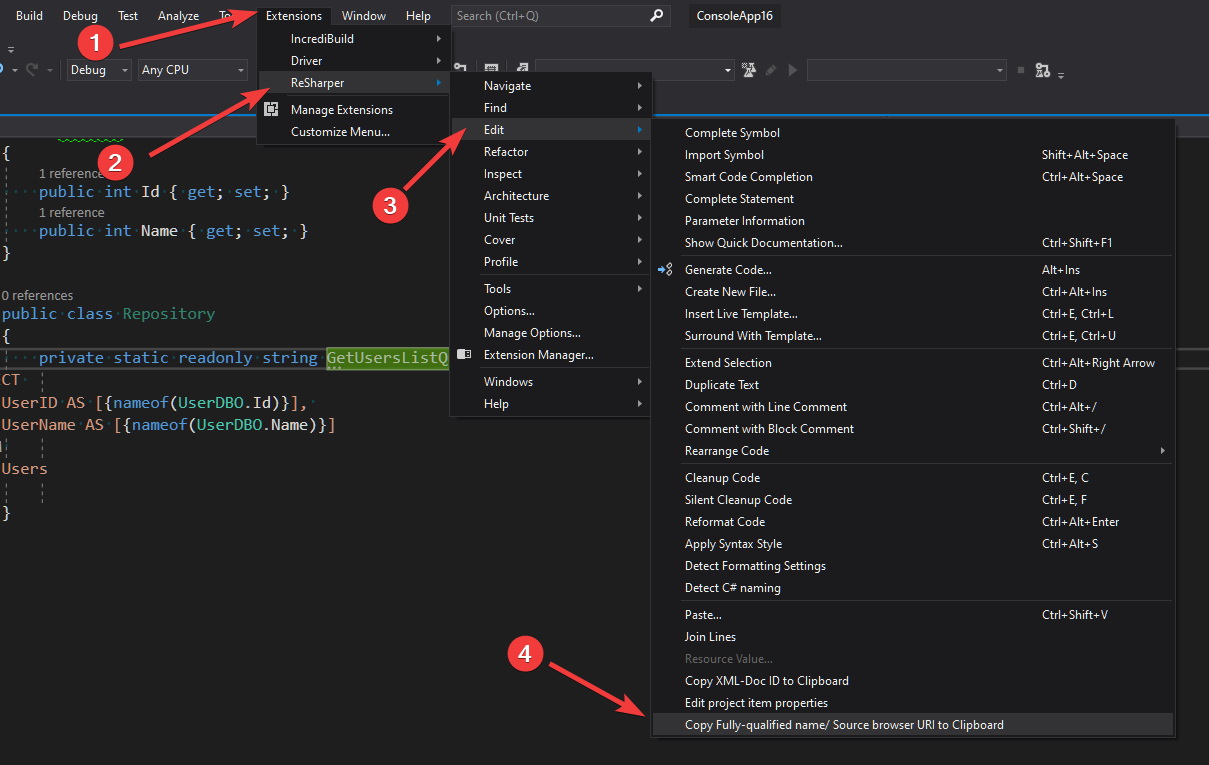 Build Debug Test Analyze To Extensions Window Help Search (Ctrl+Q) ConsoleApp16
1
IncrediBuild
Driver
ReSharper
Manage Extensions
Customize Menu...
Debug Any CPU
2
Navigate
Find
Edit
Refactor
Inspect
Architecture
Unit Tests
Cover
Profile
Tools
Options...
Manage Options...
Extension Manager...
Windows
Help
3
Complete Symbol
Import Symbol Shift+Alt+Space
Smart Code Completion Ctrl+Alt+Space
Complete Statement
Parameter Information
Show Quick Documentation... Ctrl+Shift+F1
Generate Code... Alt+Ins
Create New File... Ctrl+Alt+Ins
Insert Live Template... Ctrl+E, Ctrl+L
Surround With Template... Ctrl+E, Ctrl+U
Extend Selection Ctrl+Alt+Right Arrow
Duplicate Text Ctrl+D
Comment with Line Comment Ctrl+Alt+/
Comment with Block Comment Ctrl+Shift+/
Rearrange Code
Cleanup Code Ctrl+E, C
Silent Cleanup Code Ctrl+E, F
Reformat Code Ctrl+Alt+Enter
Apply Syntax Style Ctrl+Alt+S
Detect Formatting Settings
Detect C# naming
Paste... Ctrl+Shift+V
Join Lines
Resource Value...
Copy XML-Doc ID to Clipboard
Edit project item properties
Copy Fully-qualified name/ Source browser URI to Clipboard
4
{
1 reference
public int Id { get; set; }
1 reference
public int Name { get; set; }
}
0 references
public class Repository
{
private static readonly string GetUsersListQ
CT
UserID AS [{nameof(UserDBO.Id)}],
UserName AS [{nameof(UserDBO.Name)}]
Users
}